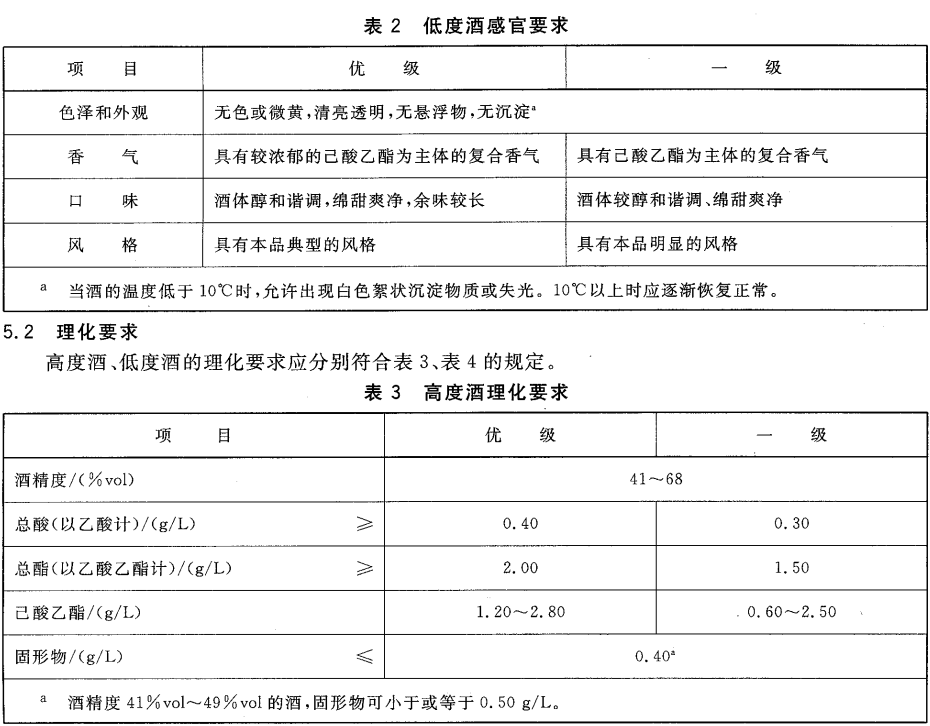 表 2 低度酒感官要求
项 目 优 级 一 级
色泽和外观 无色或微黄,清亮透明,无悬浮物,无沉淀ᵃ
香 气 具有较浓郁的己酸乙酯为主体的复合香气 具有己酸乙酯为主体的复合香气
口 味 酒体醇和谐调,绵甜爽净,余味较长 酒体较醇和谐调、绵甜爽净
风 格 具有本品典型的风格 具有本品明显的风格
ᵃ 当酒的温度低于 10℃时,允许出现白色絮状沉淀物质或失光。10℃以上时应逐渐恢复正常。
5.2 理化要求
高度酒、低度酒的理化要求应分别符合表 3、表 4 的规定。
表 3 高度酒理化要求
项 目 优 级 一 级
酒精度/(%vol) 41~68
总酸(以乙酸计)/(g/L) ≥ 0.40 0.30
总酯(以乙酸乙酯计)/(g/L) ≥ 2.00 1.50
己酸乙酯/(g/L) 1.20~2.80 0.60~2.50
固形物/(g/L) ≤ 0.40ᵃ
ᵃ 酒精度 41%vol~49%vol 的酒,固形物可小于或等于 0.50 g/L。